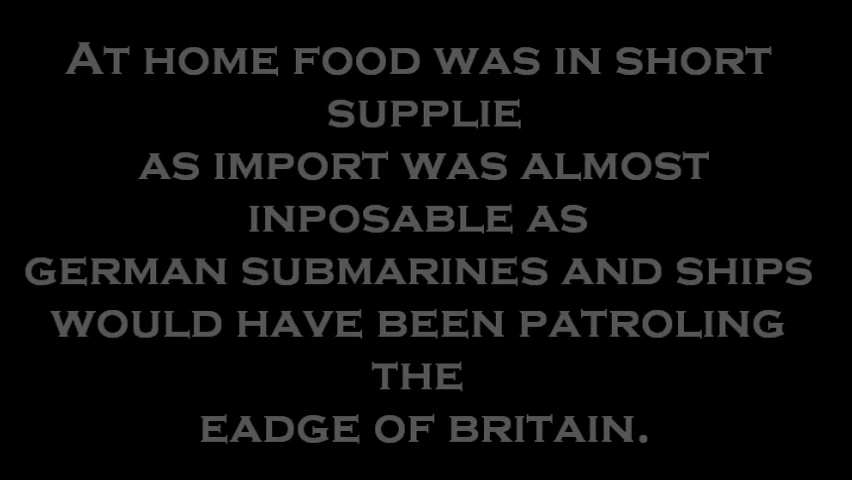 At home food was in short
supplie
as import was almost
inposable as
german submarines and ships
would have been patroling
the
eadge of britain.